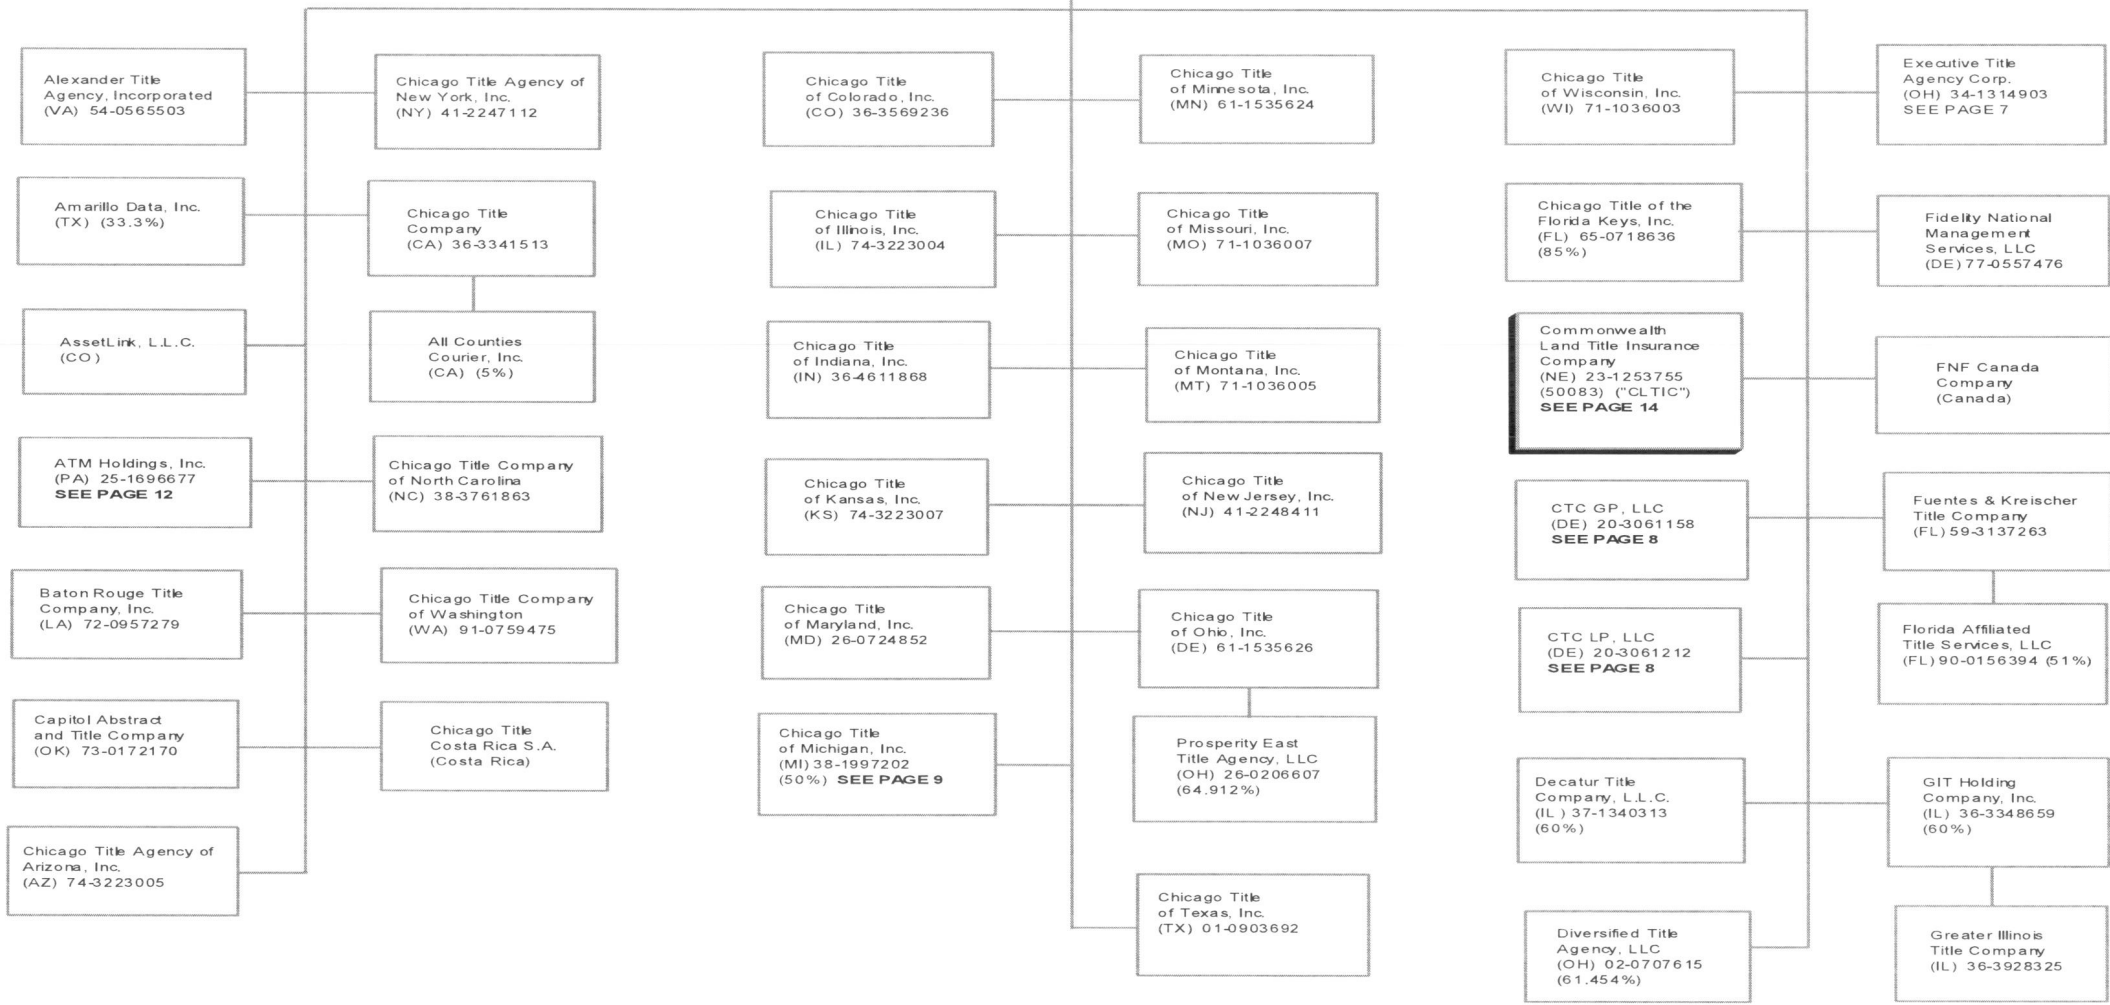 Alexander Title
Agency, Incorporated
(VA) 54-0565503
Chicago Title Agency of
New York, Inc.
(NY) 41-2247112
Amarillo Data, Inc.
(TX) (33.3%)
Chicago Title
Company
(CA) 36-3341513
AssetLink, L.L.C.
(CO)
All Counties
Courier, Inc.
(CA) (5%)
ATM Holdings, Inc.
(PA) 25-1696677
SEE PAGE 12
Chicago Title Company
of North Carolina
(NC) 38-3761863
Baton Rouge Title
Company, Inc.
(LA) 72-0957279
Chicago Title Company
of Washington
(WA) 91-0759475
Capitol Abstract
and Title Company
(OK) 73-0172170
Chicago Title
Costa Rica S.A.
(Costa Rica)
Chicago Title Agency of
Arizona, Inc.
(AZ) 74-3223005
Chicago Title
of Colorado, Inc.
(CO) 36-3569236
Chicago Title
of Minnesota, Inc.
(MN) 61-1535624
Chicago Title
of Illinois, Inc.
(IL) 74-3223004
Chicago Title
of Missouri, Inc.
(MO) 71-1036007
Chicago Title
of Indiana, Inc.
(IN) 36-4611868
Chicago Title
of Montana, Inc.
(MT) 71-1036005
Chicago Title
of Kansas, Inc.
(KS) 74-3223007
Chicago Title
of New Jersey, Inc.
(NJ) 41-2248411
Chicago Title
of Maryland, Inc.
(MD) 26-0724852
Chicago Title
of Ohio, Inc.
(DE) 61-1535626
Chicago Title
of Michigan, Inc.
(MI) 38-1997202
(50%) SEE PAGE 9
Prosperity East
Title Agency, LLC
(OH) 26-0206607
(64.912%)
Chicago Title
of Texas, Inc.
(TX) 01-0903692
Chicago Title
of Wisconsin, Inc.
(WI) 71-1036003
Executive Title
Agency Corp.
(OH) 34-1314903
SEE PAGE 7
Chicago Title of the
Florida Keys, Inc.
(FL) 65-0718636
(85%)
Fidelity National
Management
Services, LLC
(DE) 77-0557476
Commonwealth
Land Title Insurance
Company
(NE) 23-1253755
(50083) ("CLTIC")
SEE PAGE 14
FNF Canada
Company
(Canada)
CTC GP, LLC
(DE) 20-3061158
SEE PAGE 8
Fuentes & Kreischer
Title Company
(FL) 59-3137263
CTC LP, LLC
(DE) 20-3061212
SEE PAGE 8
Florida Affiliated
Title Services, LLC
(FL) 90-0156394 (51%)
Decatur Title
Company, L.L.C.
(IL ) 37-1340313
(60%)
GIT Holding
Company, Inc.
(IL) 36-3348659
(60%)
Diversified Title
Agency, LLC
(OH) 02-0707615
(61.454%)
Greater Illinois
Title Company
(IL) 36-3928325